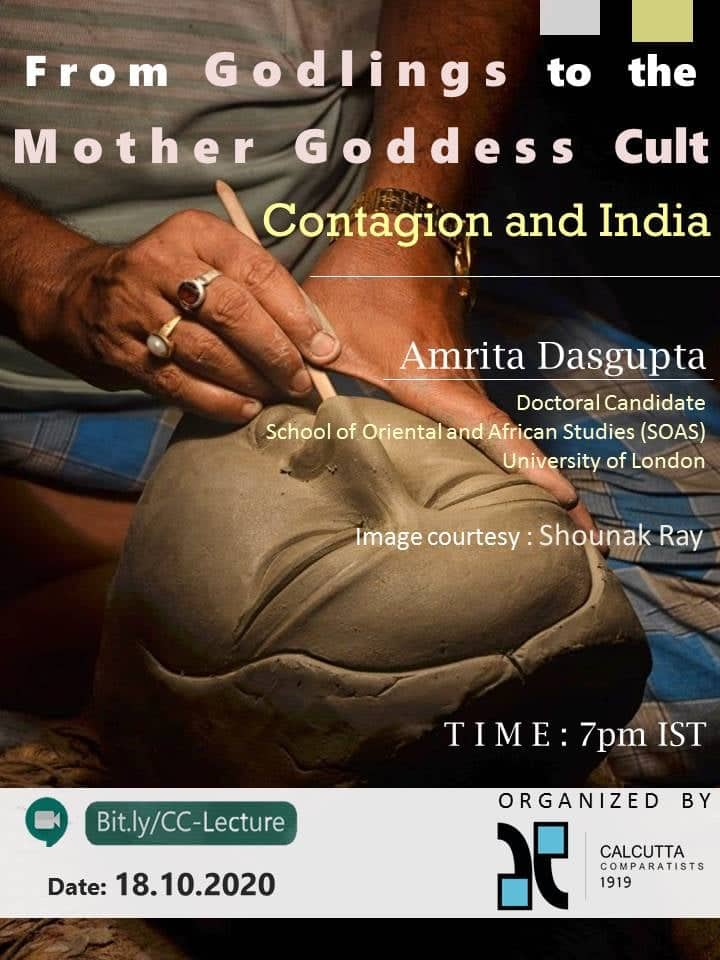 From Godlings to the
Mother Goddess Cult
Contagion and India
Amrita Dasgupta
Doctoral Candidate
School of Oriental and African Studies (SOAS)
University of London
Image courtesy : Shounak Ray
TIME : 7pm IST
ORGANIZED BY
Bit.ly/CC-Lecture
CALCUTTA
COMPARATISTS
1919
Date: 18.10.2020